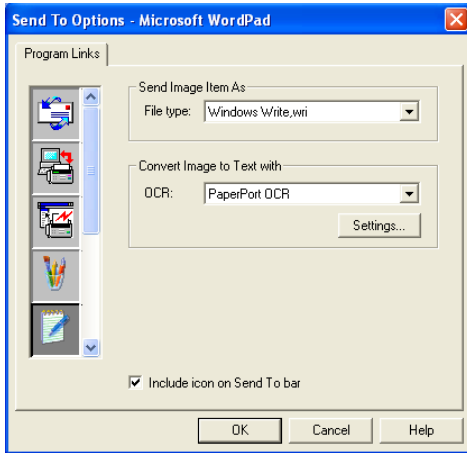 Send To Options - Microsoft WordPad
Program Links
Send Image Item As
File type: Windows Write,wri
Convert Image to Text with
OCR: PaperPort OCR
Settings...
Include icon on Send To bar
OK Cancel Help